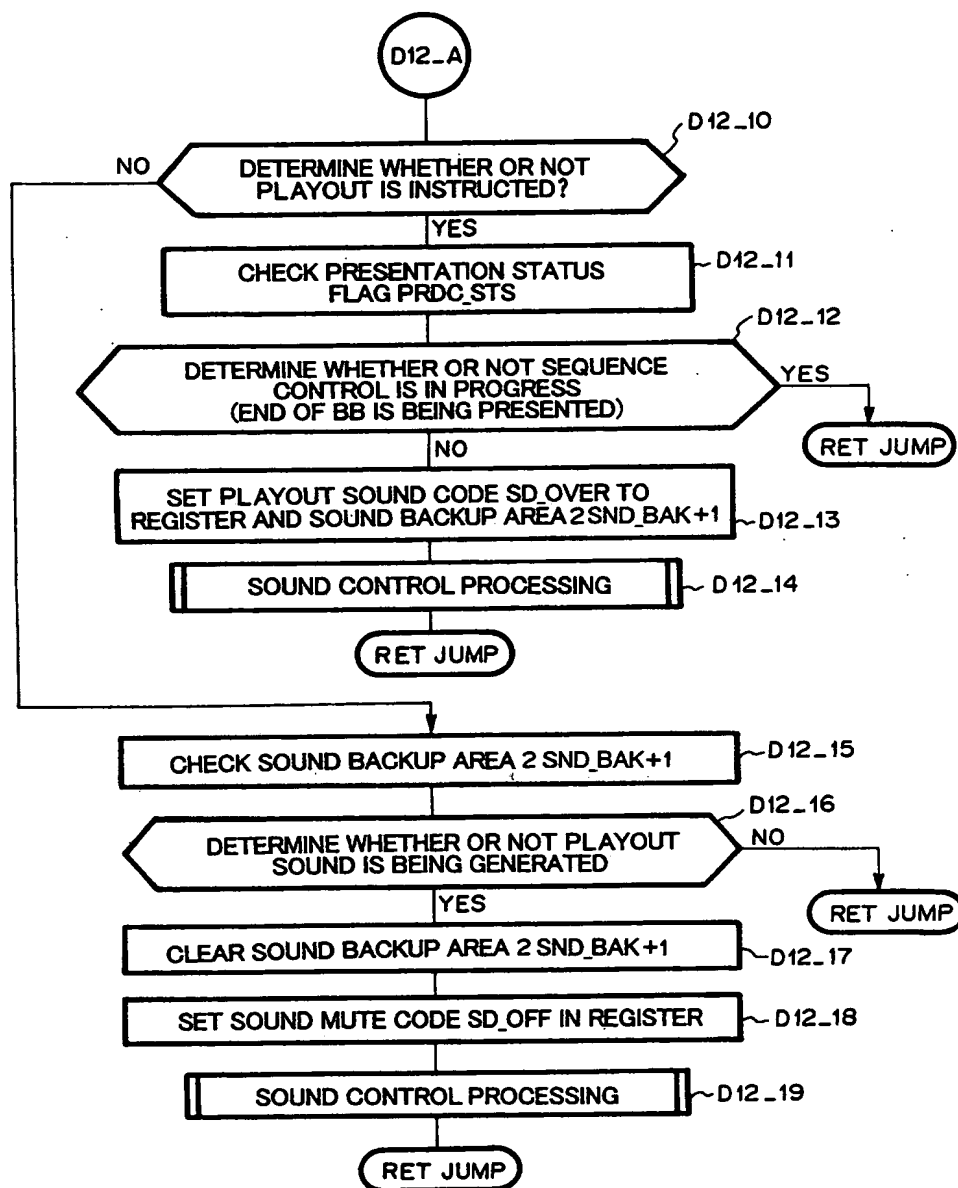 D12_A
D12_10
NO
DETERMINE WHETHER OR NOT
PLAYOUT IS INSTRUCTED?
YES
CHECK PRESENTATION STATUS
FLAG PRDC_STS
D12_11
D12_12
DETERMINE WHETHER OR NOT SEQUENCE
CONTROL IS IN PROGRESS
(END OF BB IS BEING PRESENTED)
YES
RET JUMP
NO
SET PLAYOUT SOUND CODE SD_OVER TO
REGISTER AND SOUND BACKUP AREA 2 SND_BAK+1
D12_13
SOUND CONTROL PROCESSING
D12_14
RET JUMP
CHECK SOUND BACKUP AREA 2 SND_BAK+1
D12_15
D12_16
DETERMINE WHETHER OR NOT PLAYOUT
SOUND IS BEING GENERATED
NO
RET JUMP
YES
CLEAR SOUND BACKUP AREA 2 SND_BAK+1
D12_17
SET SOUND MUTE CODE SD_OFF IN REGISTER
D12_18
SOUND CONTROL PROCESSING
D12_19
RET JUMP